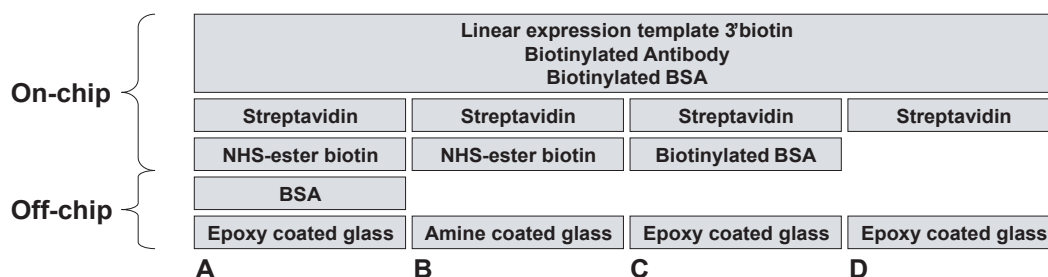 Linear expression template 3'biotin
Biotinylated Antibody
Biotinylated BSA
On-chip
Streptavidin Streptavidin Streptavidin Streptavidin
NHS-ester biotin NHS-ester biotin Biotinylated BSA
Off-chip
BSA
Epoxy coated glass Amine coated glass Epoxy coated glass Epoxy coated glass
A B C D